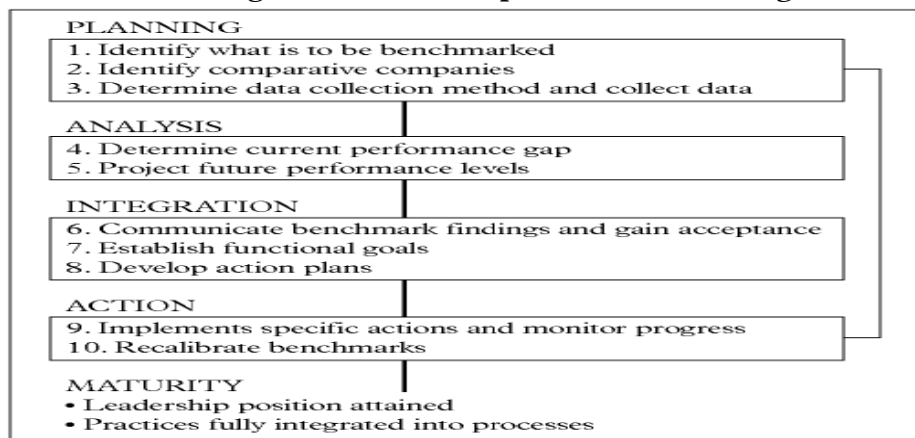 PLANNING
1. Identify what is to be benchmarked
2. Identify comparative companies
3. Determine data collection method and collect data
ANALYSIS
4. Determine current performance gap
5. Project future performance levels
INTEGRATION
6. Communicate benchmark findings and gain acceptance
7. Establish functional goals
8. Develop action plans
ACTION
9. Implements specific actions and monitor progress
10. Recalibrate benchmarks
MATURITY
• Leadership position attained
• Practices fully integrated into processes